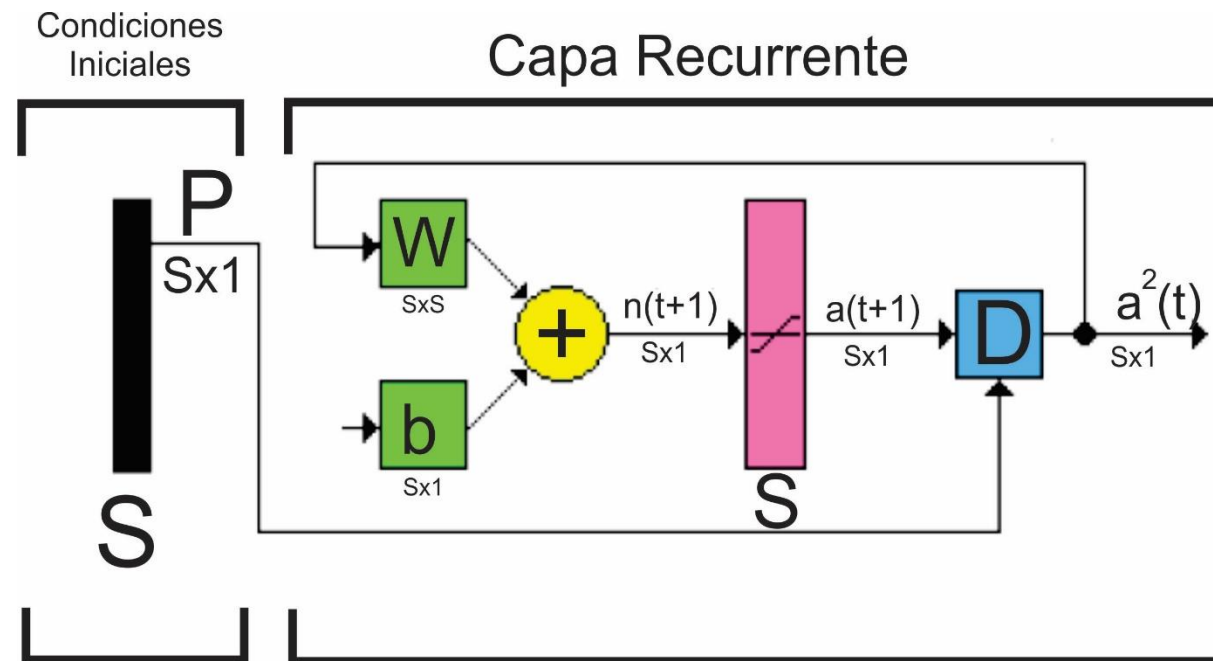 Condiciones
Iniciales
Capa Recurrente
P
Sx1
S
W
SxS
b
Sx1
+
n(t+1)
Sx1
S
a(t+1)
Sx1
D
a²(t)
Sx1